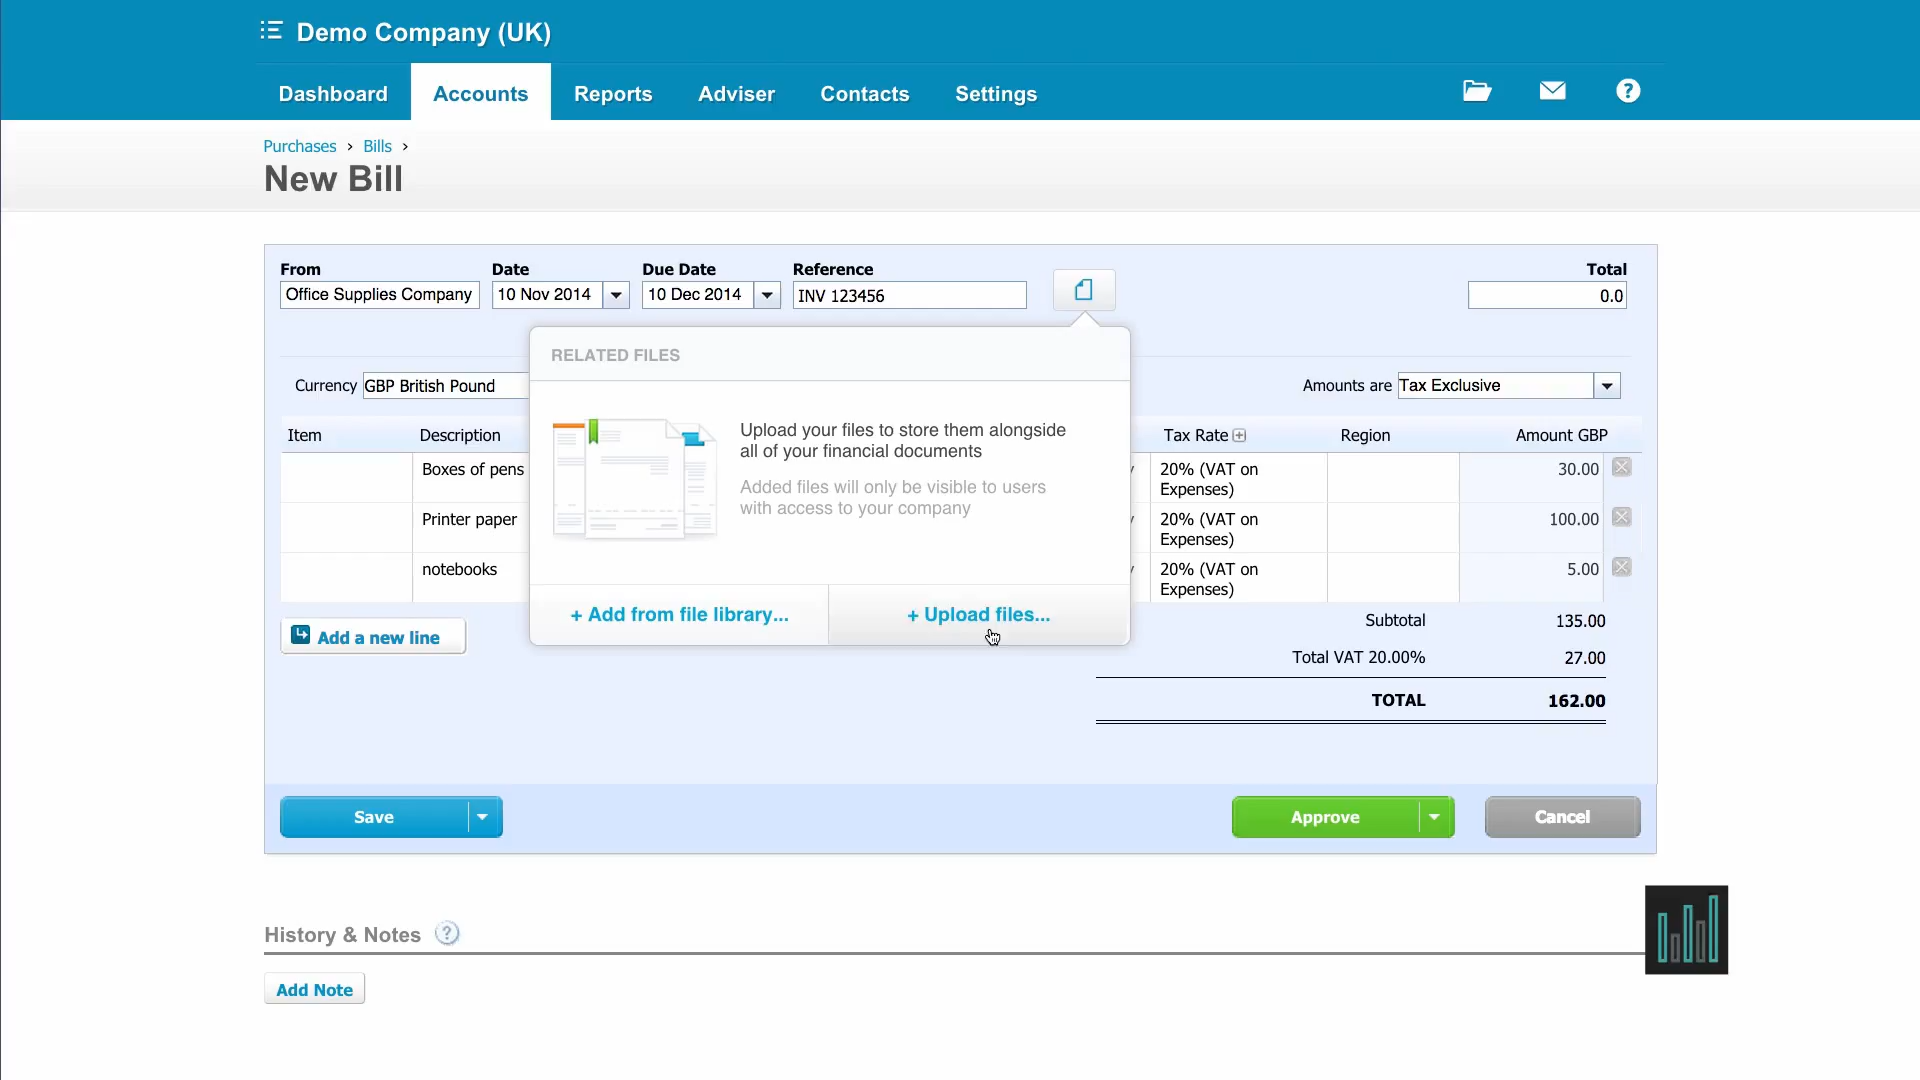 Demo Company (UK)
Dashboard Accounts Reports Adviser Contacts Settings ?
Purchases › Bills ›
New Bill
From Date Due Date Reference Total
Office Supplies Company 10 Nov 2014 10 Dec 2014 INV 123456 0.0
RELATED FILES
Currency GBP British Pound Amounts are Tax Exclusive
Upload your files to store them alongside
all of your financial documents
Added files will only be visible to users
with access to your company
Item Description Tax Rate Region Amount GBP
Boxes of pens 20% (VAT on 30.00
Expenses)
Printer paper 20% (VAT on 100.00
Expenses)
notebooks 20% (VAT on 5.00
Expenses)
+ Add from file library... + Upload files...
Add a new line
Subtotal 135.00
Total VAT 20.00% 27.00
TOTAL 162.00
Save Approve Cancel
History & Notes ?
Add Note